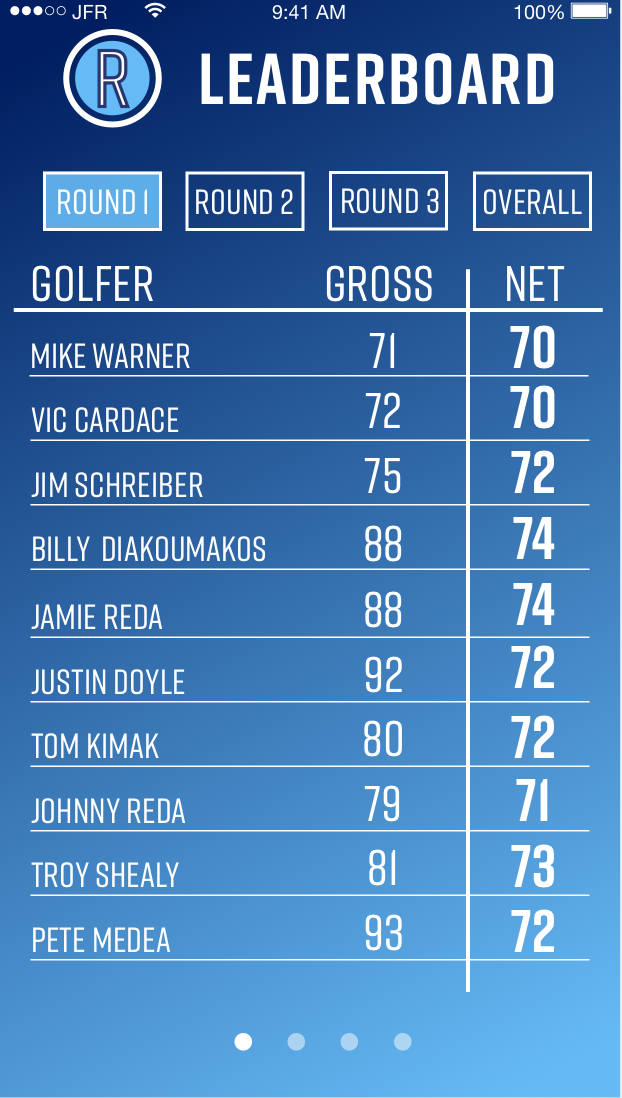 JFR 9:41 AM 100%
R LEADERBOARD
ROUND 1 ROUND 2 ROUND 3 OVERALL
GOLFER GROSS NET
MIKE WARNER 71 70
VIC CARDACE 72 70
JIM SCHREIBER 75 72
BILLY DIAKOUMAKOS 88 74
JAMIE REDA 88 74
JUSTIN DOYLE 92 72
TOM KIMAK 80 72
JOHNNY REDA 79 71
TROY SHEALY 81 73
PETE MEDEA 93 72